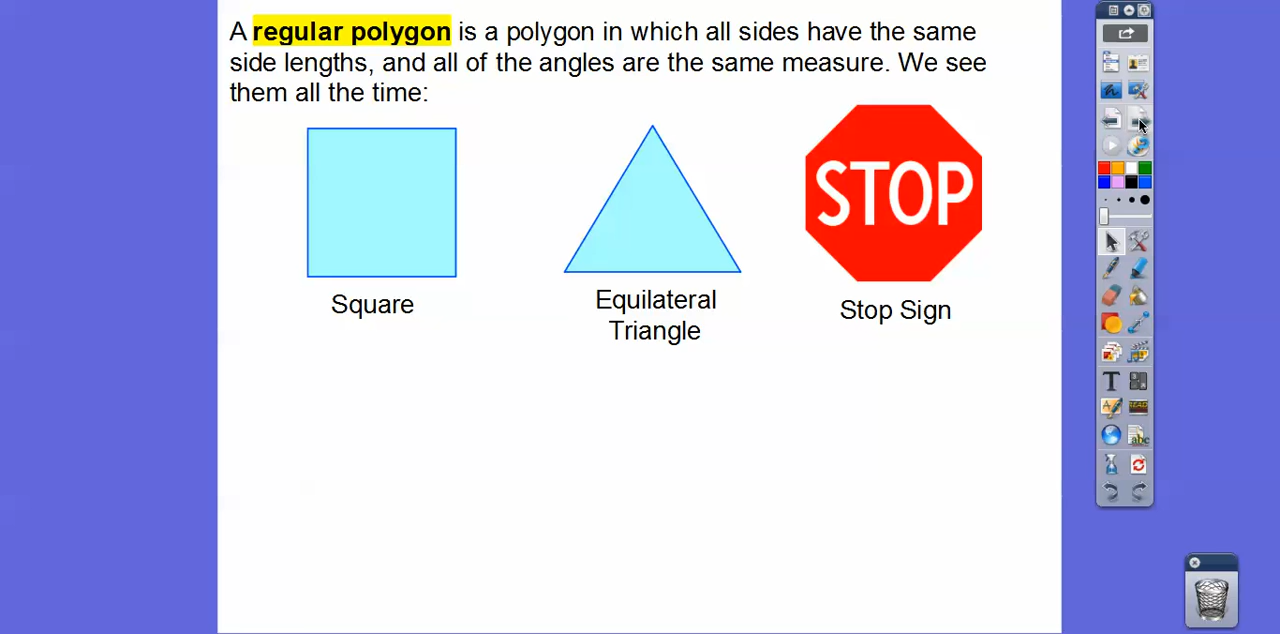 A regular polygon is a polygon in which all sides have the same
side lengths, and all of the angles are the same measure. We see
them all the time:
STOP
Square
Equilateral
Triangle
Stop Sign